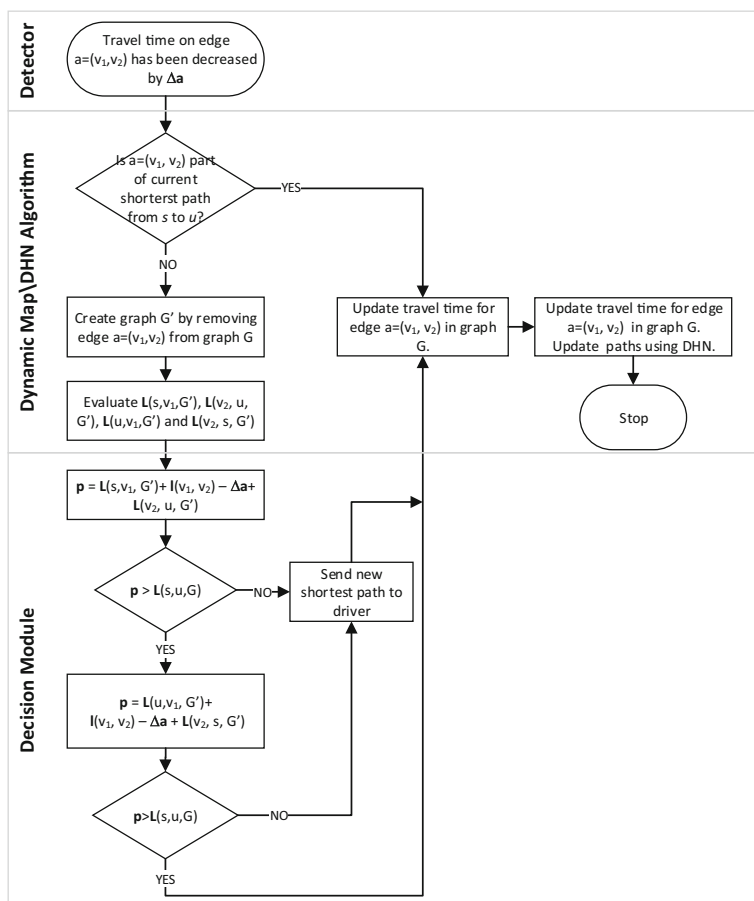 Detector
Travel time on edge
a=(v₁,v₂) has been decreased
by Δa
Dynamic Map\DHN Algorithm
Is a=(v₁, v₂) part
of current
shorterst path
from s to u?
YES
NO
Create graph G’ by removing
edge a=(v₁,v₂) from graph G
Update travel time for
edge a=(v₁, v₂) in graph
G.
Update travel time for edge
a=(v₁, v₂) in graph G.
Update paths using DHN.
Evaluate L(s,v₁,G’), L(v₂, u,
G’), L(u,v₁,G’) and L(v₂, s, G’)
Stop
Decision Module
p = L(s,v₁, G’)+ l(v₁, v₂) – Δa+
L(v₂, u, G’)
p > L(s,u,G)
NO
Send new
shortest path to
driver
YES
p = L(u,v₁, G’)+
l(v₁, v₂) – Δa + L(v₂, s, G’)
p>L(s,u,G)
NO
YES